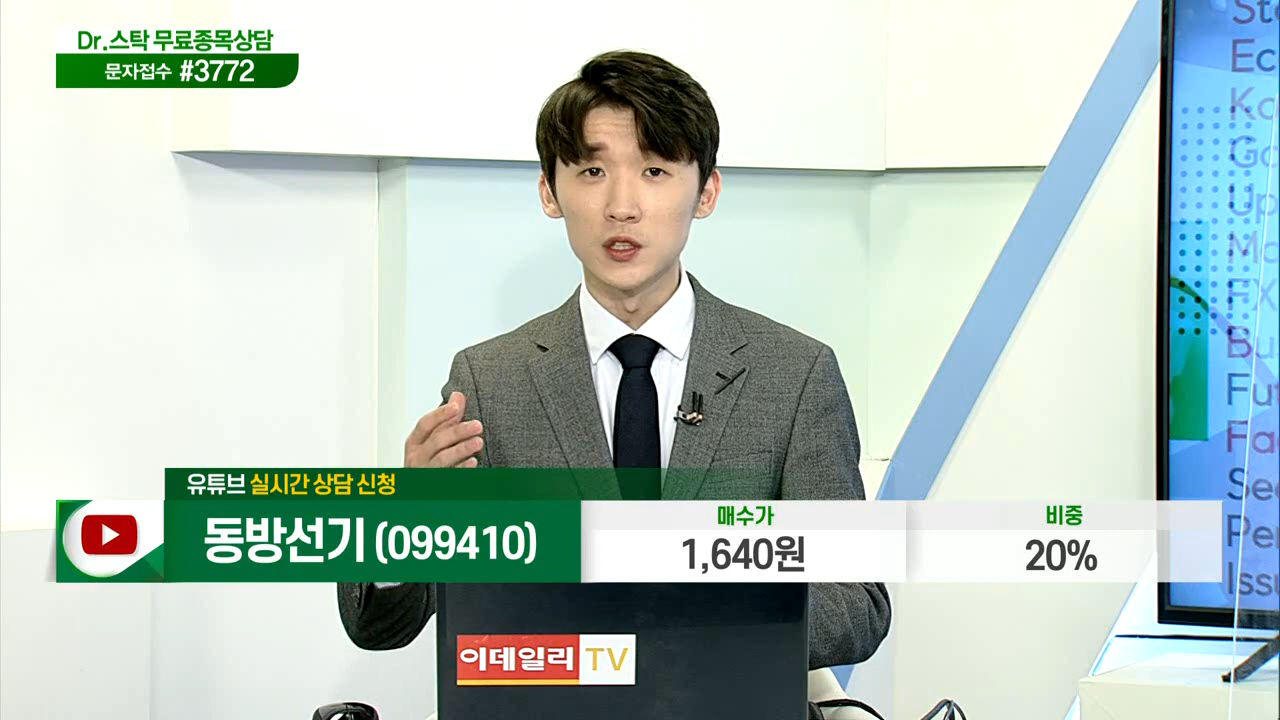 Dr.스탁 무료종목상담
문자접수 #3772
유튜브 실시간 상담 신청
동방선기 (099410)
매수가
1,640원
비중
20%
이데일리 TV
FX